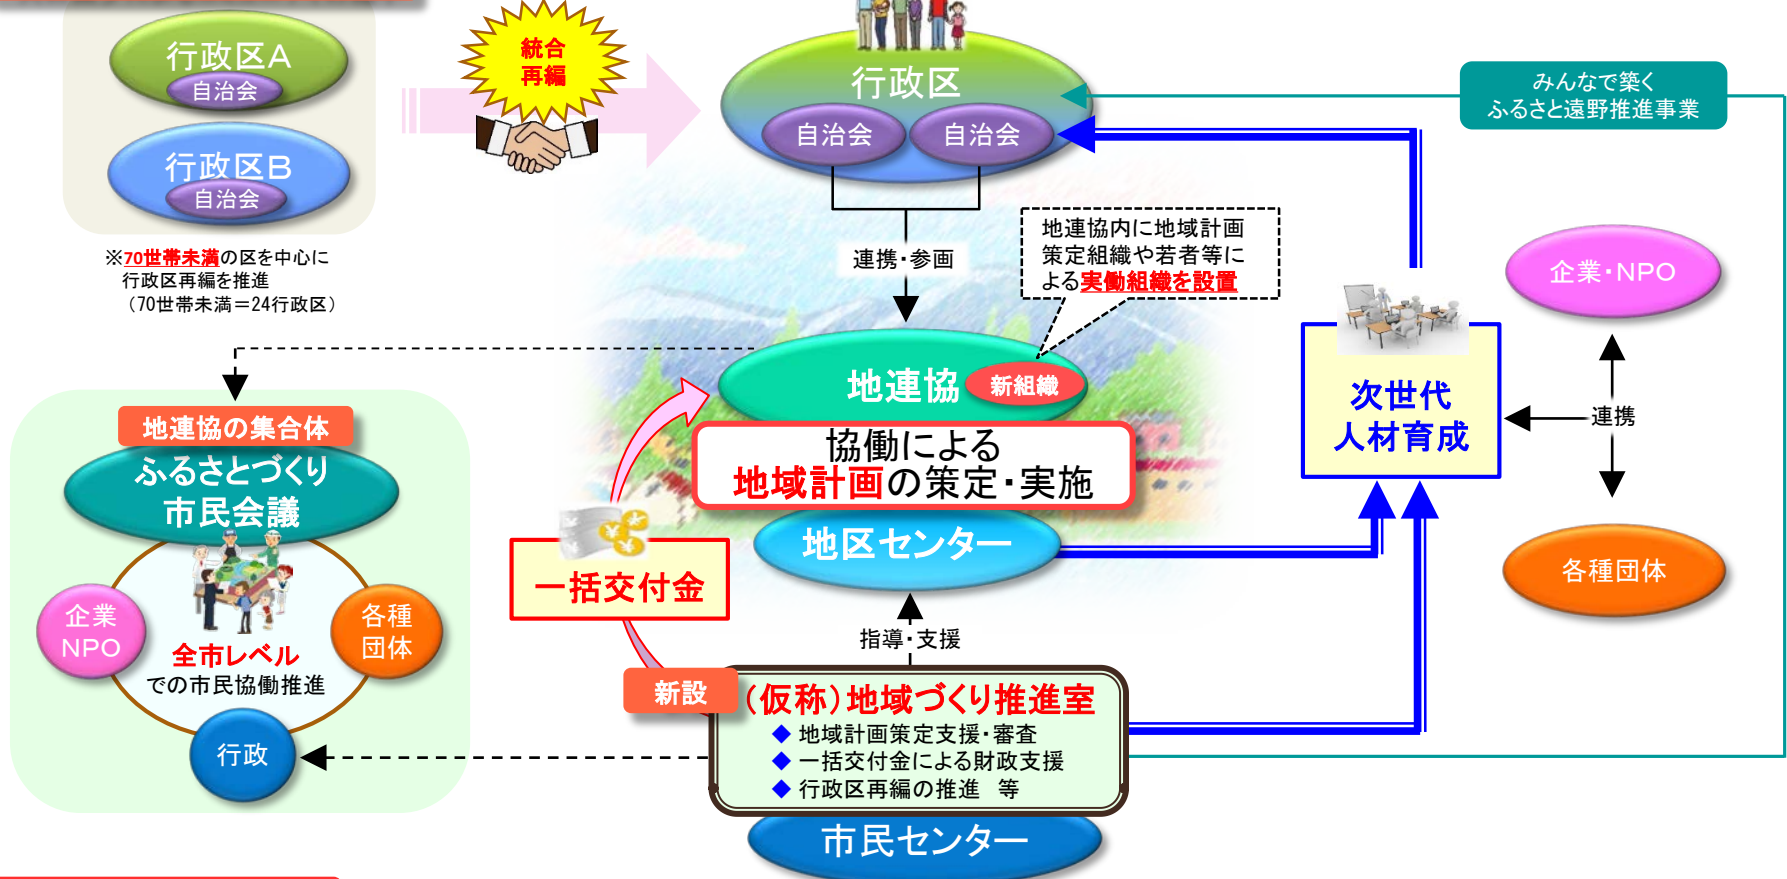 行政区A
自治会
行政区B
自治会
※70世帯未満の区を中心に
行政区再編を推進
（70世帯未満＝24行政区）
統合
再編
行政区
自治会
自治会
みんなで築く
ふるさと遠野推進事業
連携・参画
地連協内に地域計画
策定組織や若者等に
よる実働組織を設置
地連協
新組織
協働による
地域計画の策定・実施
地区センター
一括交付金
指導・支援
新設
（仮称）地域づくり推進室
◆ 地域計画策定支援・審査
◆ 一括交付金による財政支援
◆ 行政区再編の推進　等
市民センター
地連協の集合体
ふるさとづくり
市民会議
企業
NPO
各種
団体
全市レベル
での市民協働推進
行政
次世代
人材育成
企業・NPO
連携
各種団体